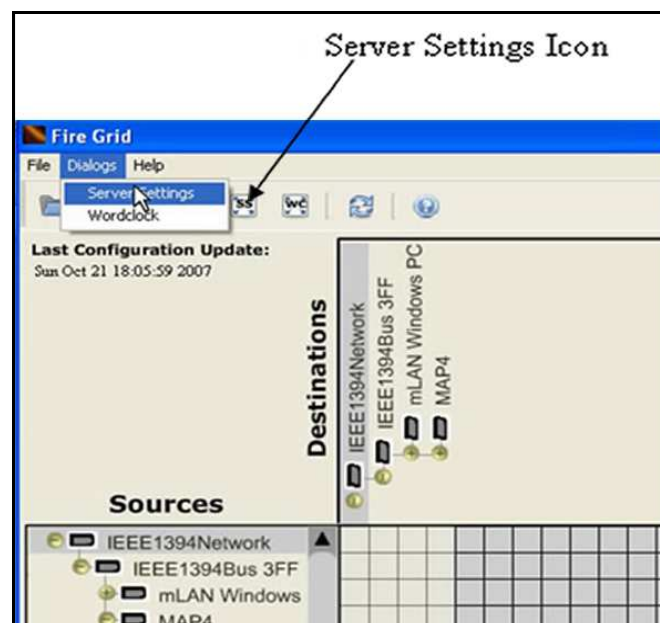 Server Settings Icon
Fire Grid
File Dialogs Help
Server Settings
Wordclock
SS
WC
Last Configuration Update:
Sun Oct 21 18:05:59 2007
Destinations
IEEE1394Network
IEEE1394Bus 3FF
mLAN Windows PC
MAP4
Sources
IEEE1394Network
IEEE1394Bus 3FF
mLAN Windows
MAP4